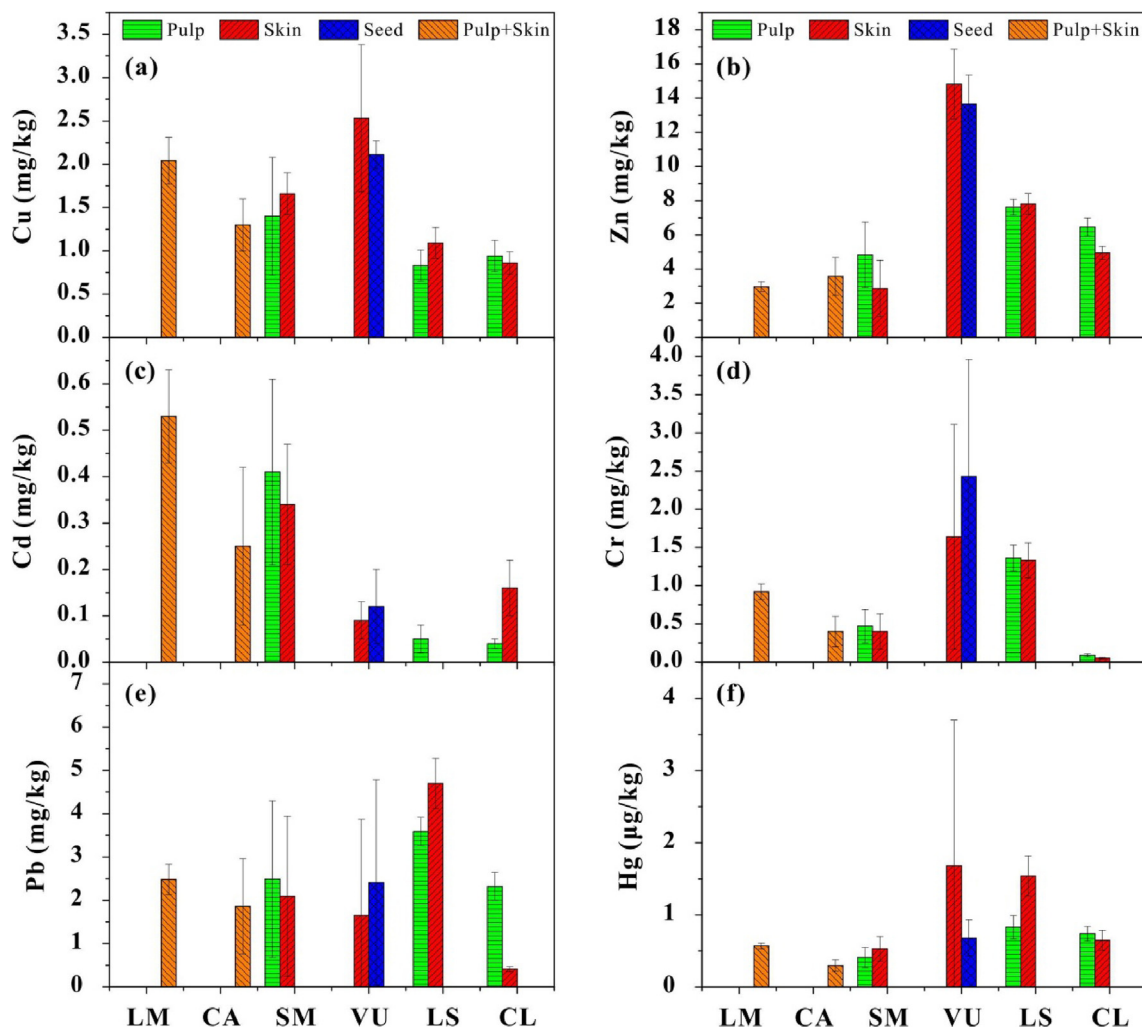 Pulp Skin Seed Pulp+Skin
(a)
Cu (mg/kg)
3.5
3.0
2.5
2.0
1.5
1.0
0.5
0.0
Pulp Skin Seed Pulp+Skin
(b)
Zn (mg/kg)
18
16
14
12
10
8
6
4
2
0
(c)
Cd (mg/kg)
0.6
0.5
0.4
0.3
0.2
0.1
0.0
(d)
Cr (mg/kg)
4.0
3.5
3.0
2.5
2.0
1.5
1.0
0.5
0.0
(e)
Pb (mg/kg)
7
6
5
4
3
2
1
0
LM CA SM VU LS CL
(f)
Hg (μg/kg)
4
3
2
1
0
LM CA SM VU LS CL